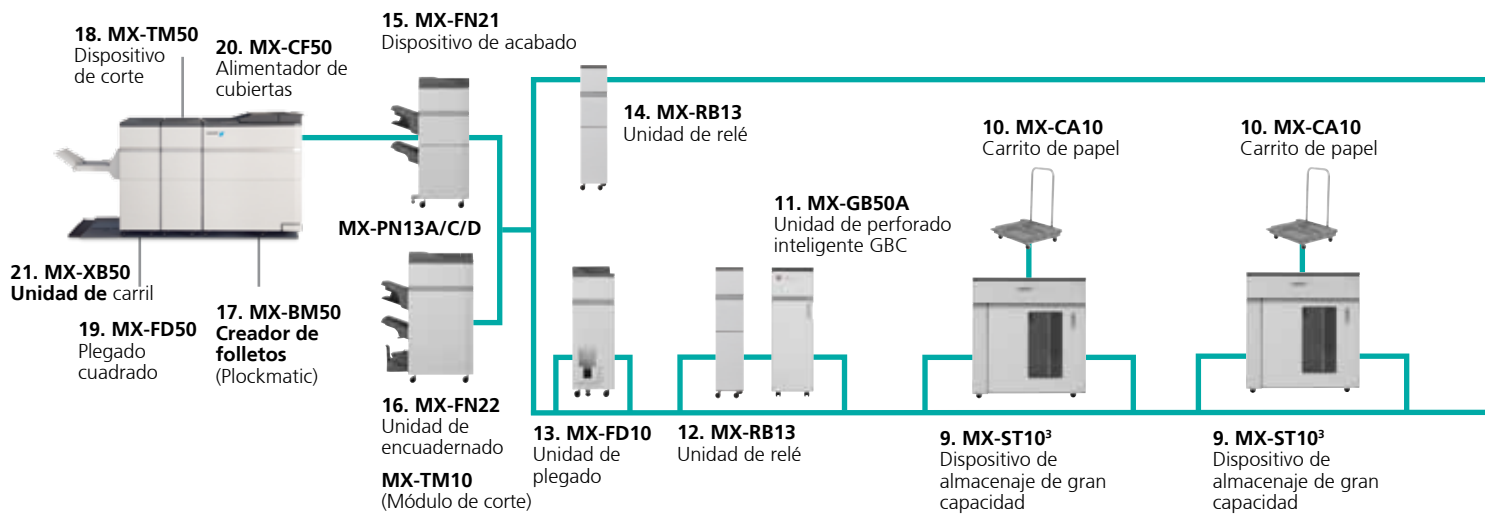 18. MX-TM50
Dispositivo
de corte
20. MX-CF50
Alimentador de
cubiertas
15. MX-FN21
Dispositivo de acabado
14. MX-RB13
Unidad de relé
10. MX-CA10
Carrito de papel
10. MX-CA10
Carrito de papel
11. MX-GB50A
Unidad de perforado
inteligente GBC
MX-PN13A/C/D
21. MX-XB50
Unidad de carril
19. MX-FD50
Plegado
cuadrado
17. MX-BM50
Creador de
folletos
(Plockmatic)
16. MX-FN22
Unidad de
encuadernado
MX-TM10
(Módulo de corte)
13. MX-FD10
Unidad de
plegado
12. MX-RB13
Unidad de relé
9. MX-ST10³
Dispositivo de
almacenaje de gran
capacidad
9. MX-ST10³
Dispositivo de
almacenaje de gran
capacidad